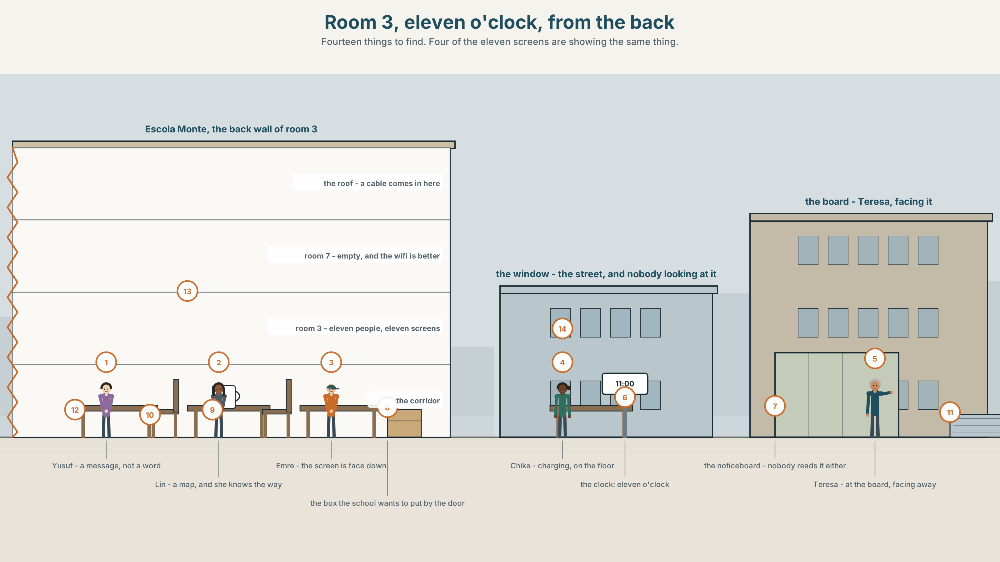 Room 3, eleven o'clock, from the back
Fourteen things to find. Four of the eleven screens are showing the same thing.
Escola Monte, the back wall of room 3
the roof - a cable comes in here
room 7 - empty, and the wifi is better
room 3 - eleven people, eleven screens
the corridor
the window - the street, and nobody looking at it
the board - Teresa, facing it
13
14
1
2
3
4
5
11:00
6
7
8
9
10
11
12
Yusuf - a message, not a word
Emre - the screen is face down
Chika - charging, on the floor
the noticeboard - nobody reads it either
Lin - a map, and she knows the way
the clock: eleven o'clock
Teresa - at the board, facing away
the box the school wants to put by the door